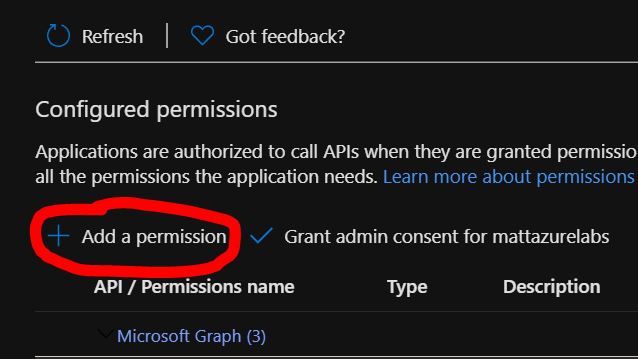 Refresh | Got feedback?
Configured permissions
Applications are authorized to call APIs when they are granted permissio
all the permissions the application needs. Learn more about permissions
+ Add a permission ✓ Grant admin consent for mattazurelabs
API / Permissions name Type Description
Microsoft Graph (3)